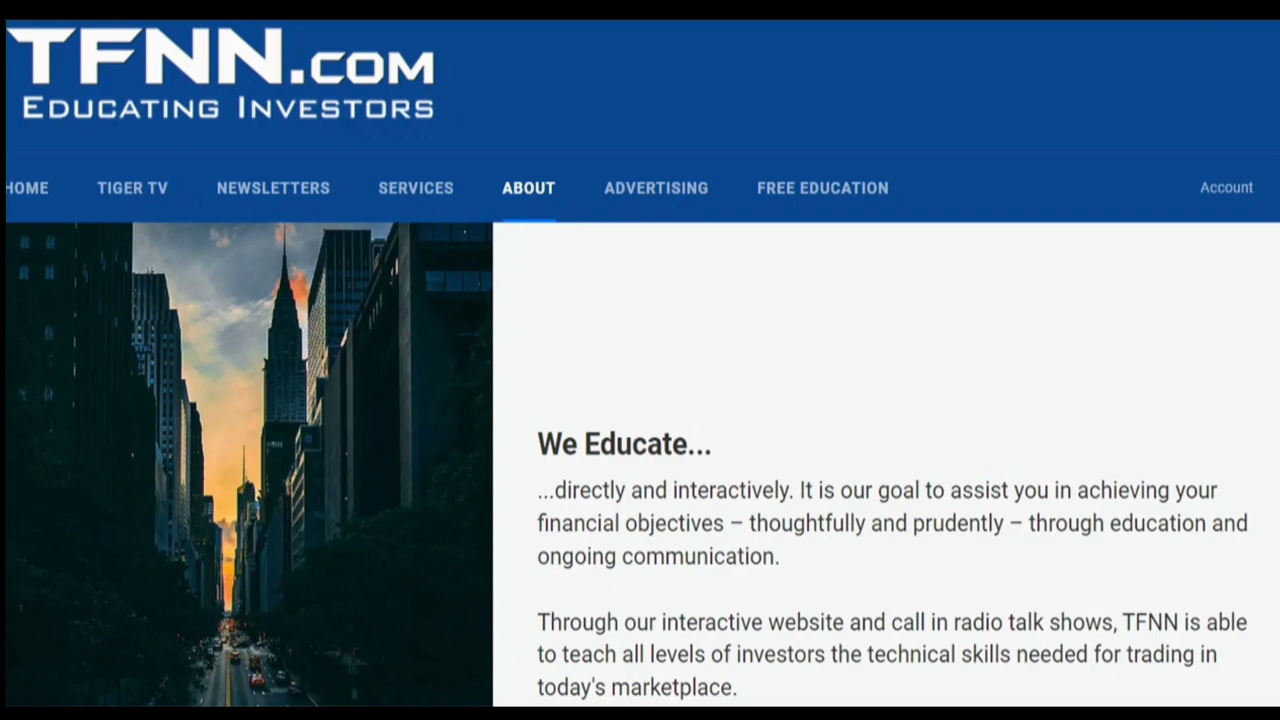 TFNN.COM
EDUCATING INVESTORS
HOME TIGER TV NEWSLETTERS SERVICES ABOUT ADVERTISING FREE EDUCATION Account
We Educate...
...directly and interactively. It is our goal to assist you in achieving your
financial objectives – thoughtfully and prudently – through education and
ongoing communication.
Through our interactive website and call in radio talk shows, TFNN is able
to teach all levels of investors the technical skills needed for trading in
today's marketplace.